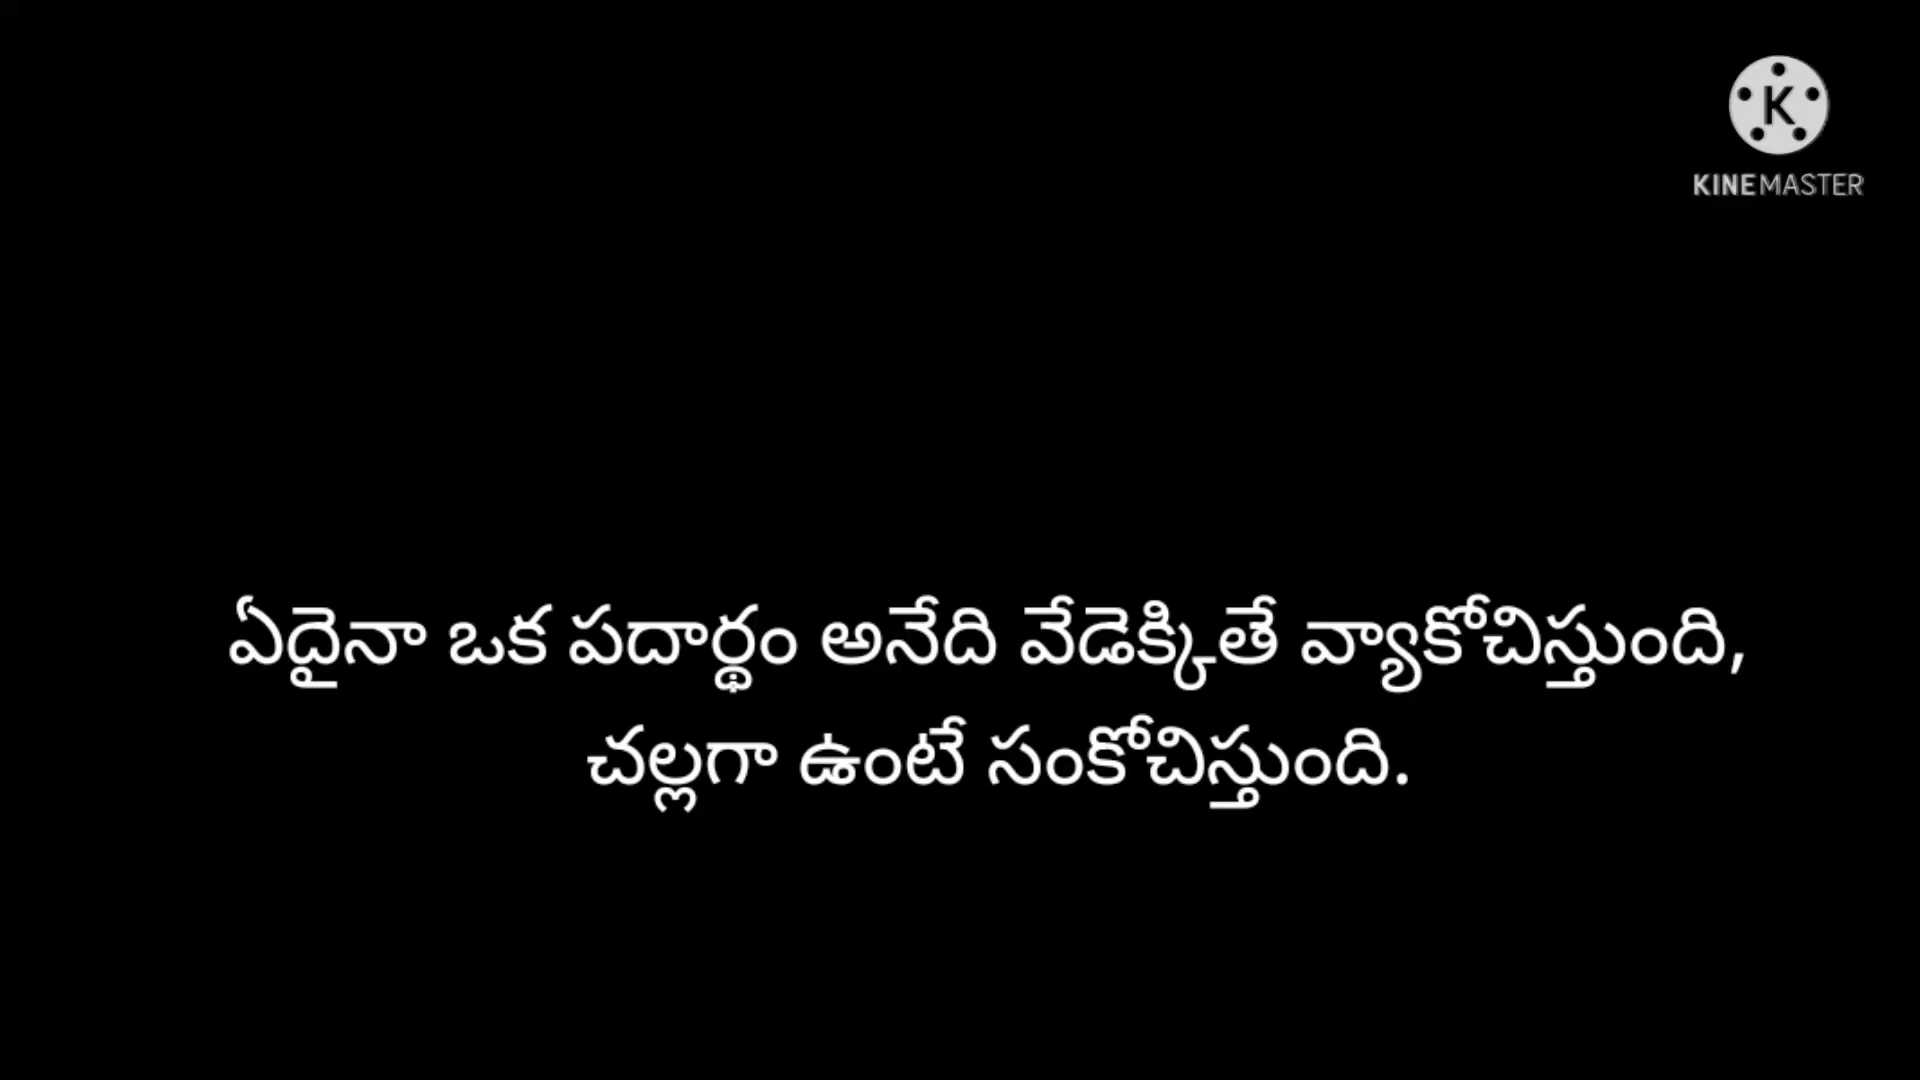 K
KINEMASTER
ఏదైనా ఒక పదార్థం అనేది వేడెక్కితే వ్యాకోచిస్తుంది,
చల్లగా ఉంటే సంకోచిస్తుంది.